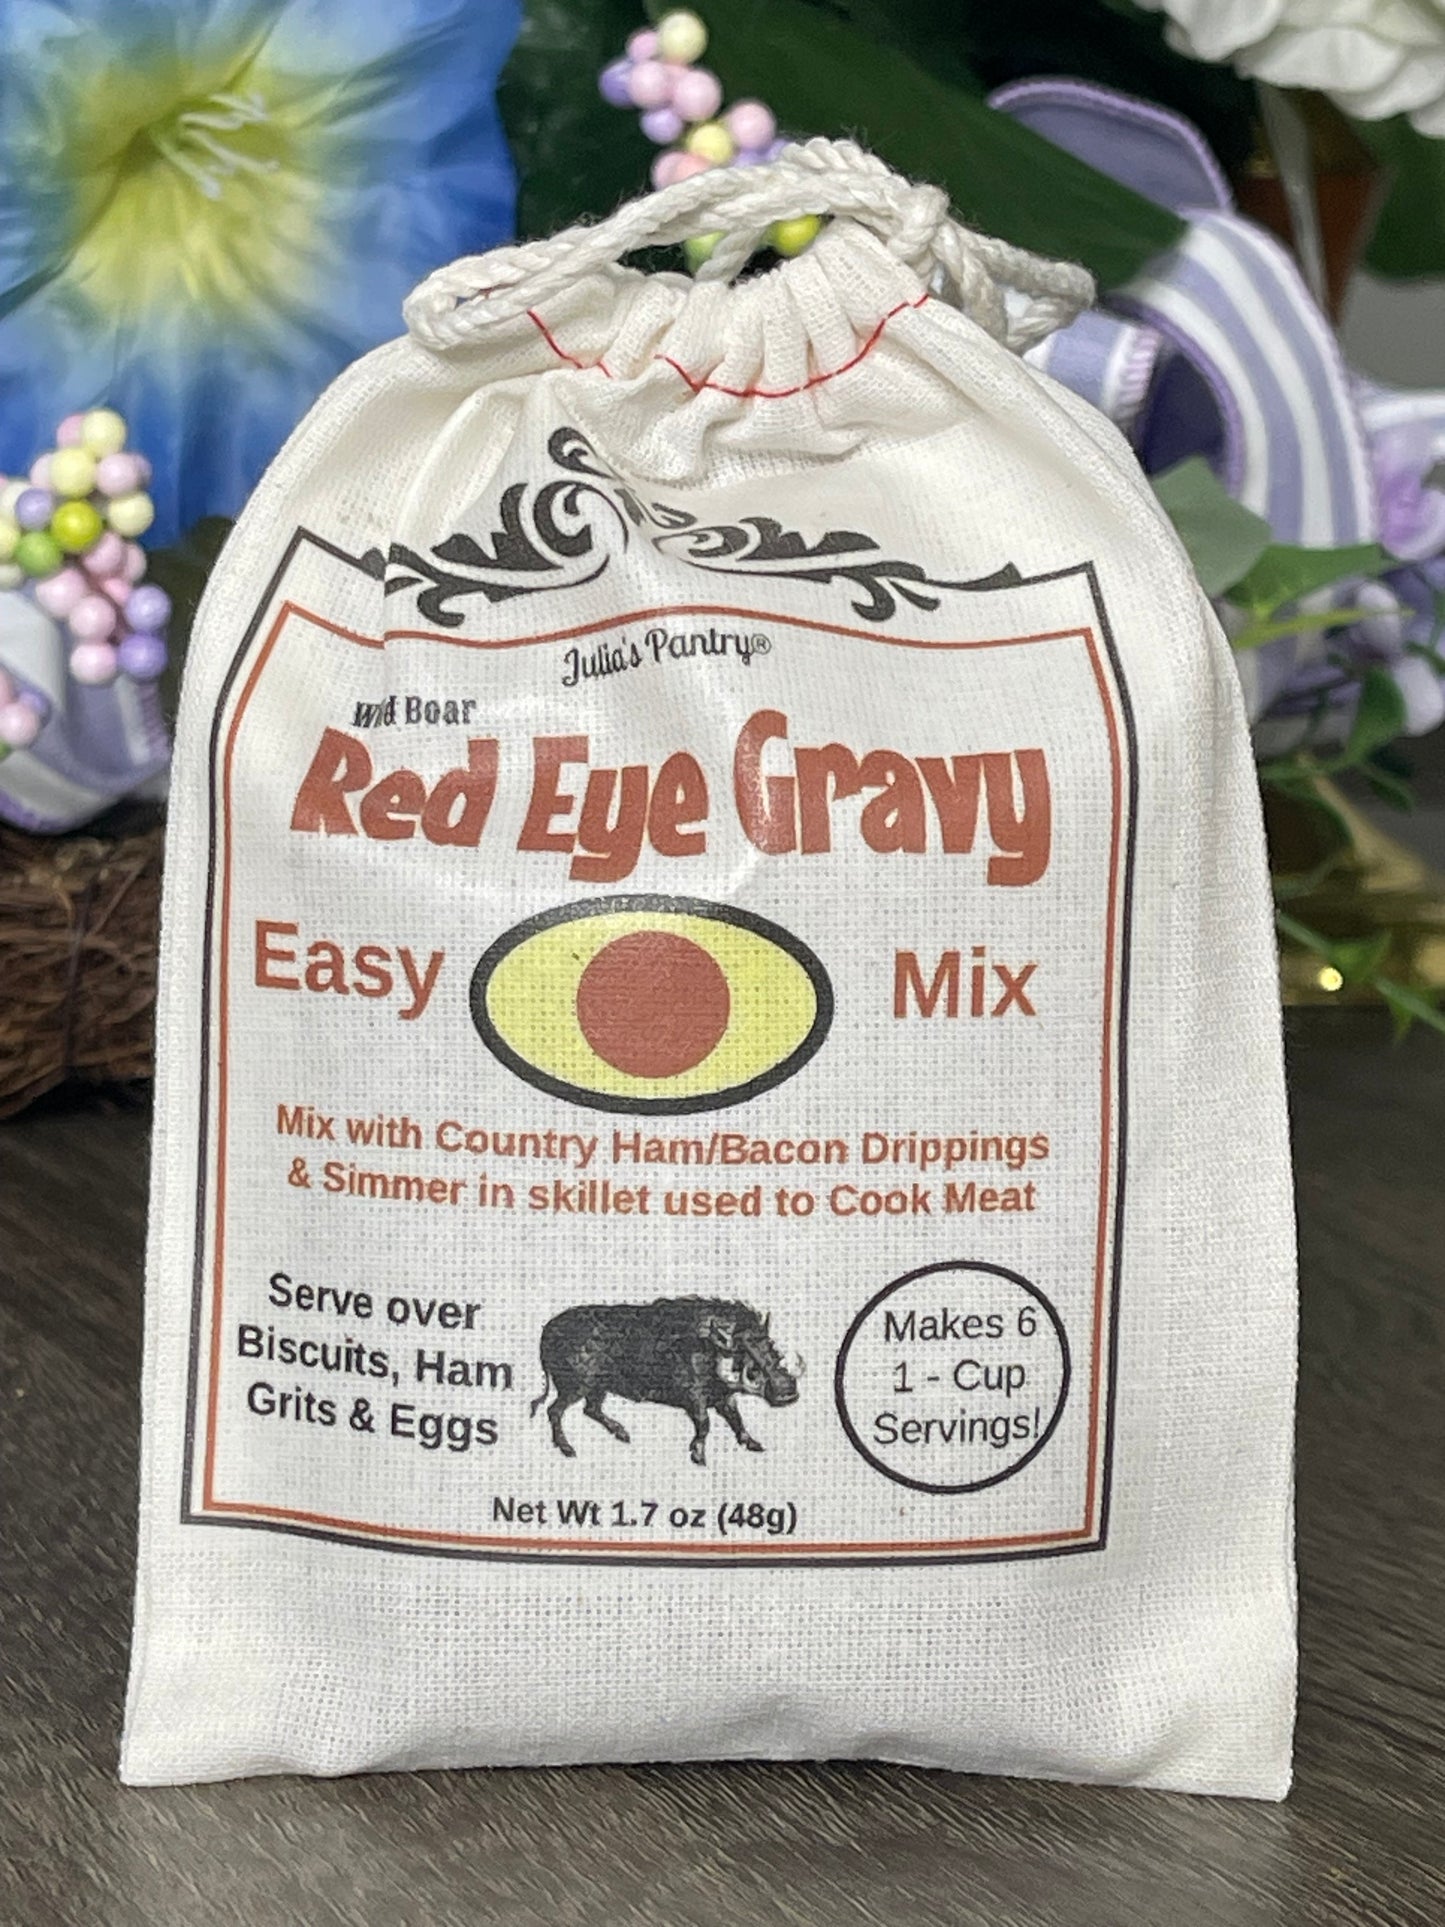 Julia's Pantry®
Wild Boar
Red Eye Gravy
Easy Mix
Mix with Country Ham/Bacon Drippings
& Simmer in skillet used to Cook Meat
Serve over
Biscuits, Ham
Grits & Eggs
Makes 6
1 - Cup
Servings!
Net Wt 1.7 oz (48g)